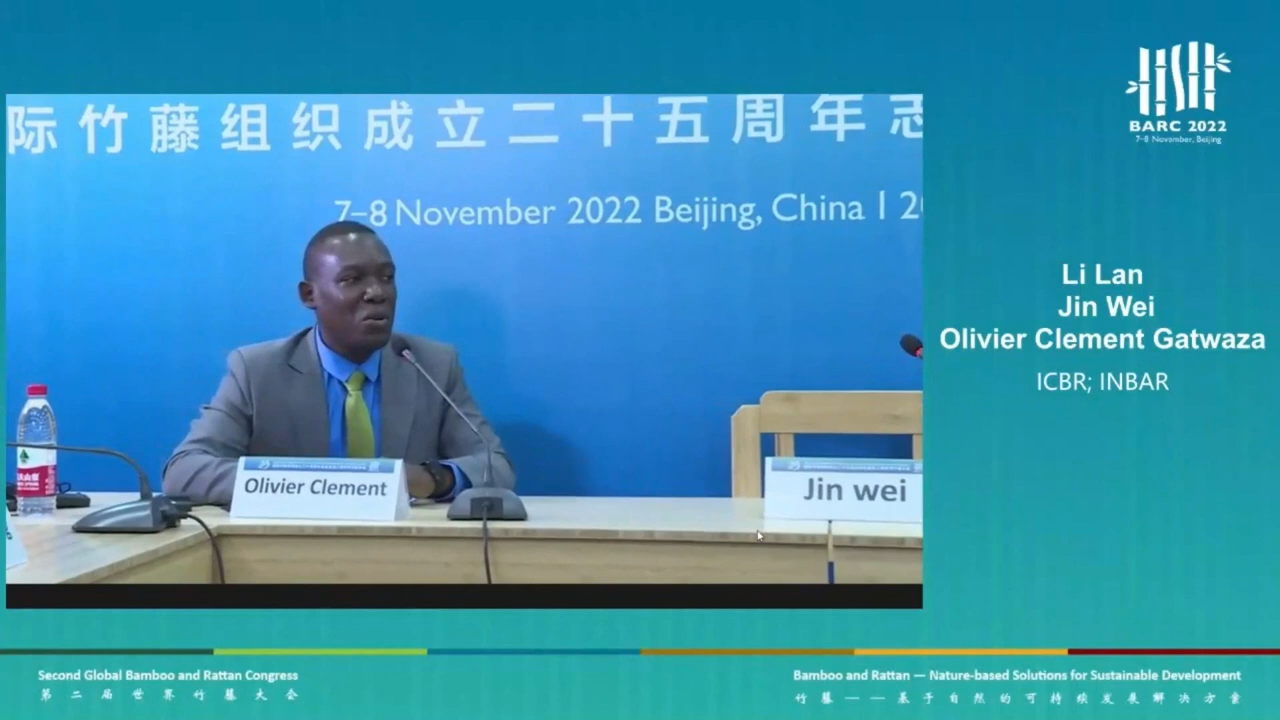 际竹藤组织成立二十五周年志
7–8 November 2022 Beijing, China I 20
BARC 2022
7–8 November, Beijing
Li Lan
Jin Wei
Olivier Clement Gatwaza
ICBR; INBAR
Olivier Clement
Jin wei
Second Global Bamboo and Rattan Congress
第二届世界竹藤大会
Bamboo and Rattan — Nature-based Solutions for Sustainable Development
竹藤——基于自然的可持续发展解决方案